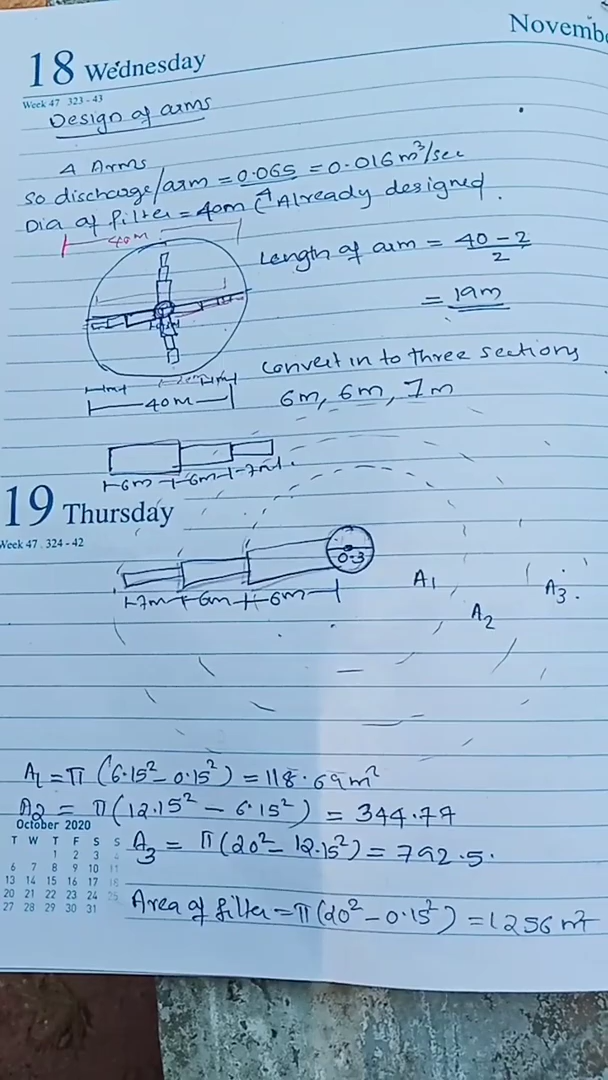 November
18 Wednesday
Week 47 323-43
Design of arms
4 Arms
So discharge/arm = 0.065/4 = 0.016 m³/sec
Dia of filter = 40m (Already designed.
40m
Length of arm = 40-2/2
= 19m
Convert in to three sections
6m, 6m, 7m
1m 1m
40m
6m 6m 7m
19 Thursday
Week 47 324-42
0.3
7m 6m 6m
A1 A2 A3.
A1 = π (6.15² - 0.15²) = 118.69m²
A2 = π(12.15² - 6.15²) = 344.77
A3 = π(20² - 12.15²) = 792.5.
Area of filter = π(20² - 0.15²) = 1256 m²
October 2020
T W T F S S
1 2 3 4
6 7 8 9 10 11
13 14 15 16 17 18
20 21 22 23 24 25
27 28 29 30 31